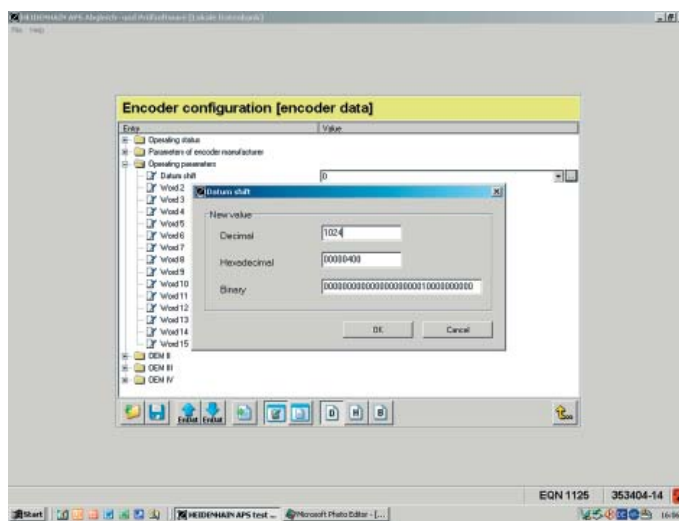 HEIDENHAIN APS Abgleich- und Prüfsoftware (Lokale Datenbank)
File Help
Encoder configuration [encoder data]
Entry Value
Operating status
Parameters of encoder manufacturer
Operating parameters
Datum shift 0
Word 2
Word 3
Word 4
Word 5
Word 6
Word 7
Word 8
Word 9
Word 10
Word 11
Word 12
Word 13
Word 14
Word 15
OEM II
OEM III
OEM IV
Datum shift
New value
Decimal 1024
Hexadecimal 00000400
Binary 00000000000000000000010000000000
OK Cancel
EnDat EnDat D H B
EQN 1125 353404-14
Start HEIDENHAIN APS test ... Microsoft Photo Editor - [...